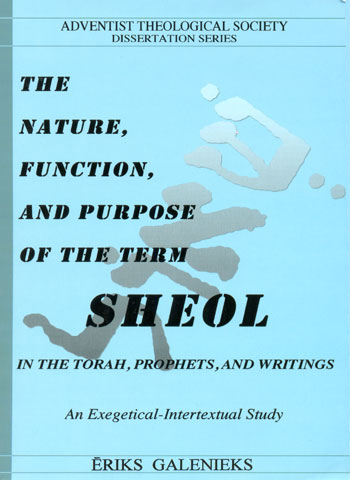 ADVENTIST THEOLOGICAL SOCIETY
DISSERTATION SERIES
THE
NATURE,
FUNCTION,
AND PURPOSE
OF THE TERM
SHEOL
IN THE TORAH, PROPHETS, AND WRITINGS
An Exegetical-Intertextual Study
ĒRIKS GALENIEKS